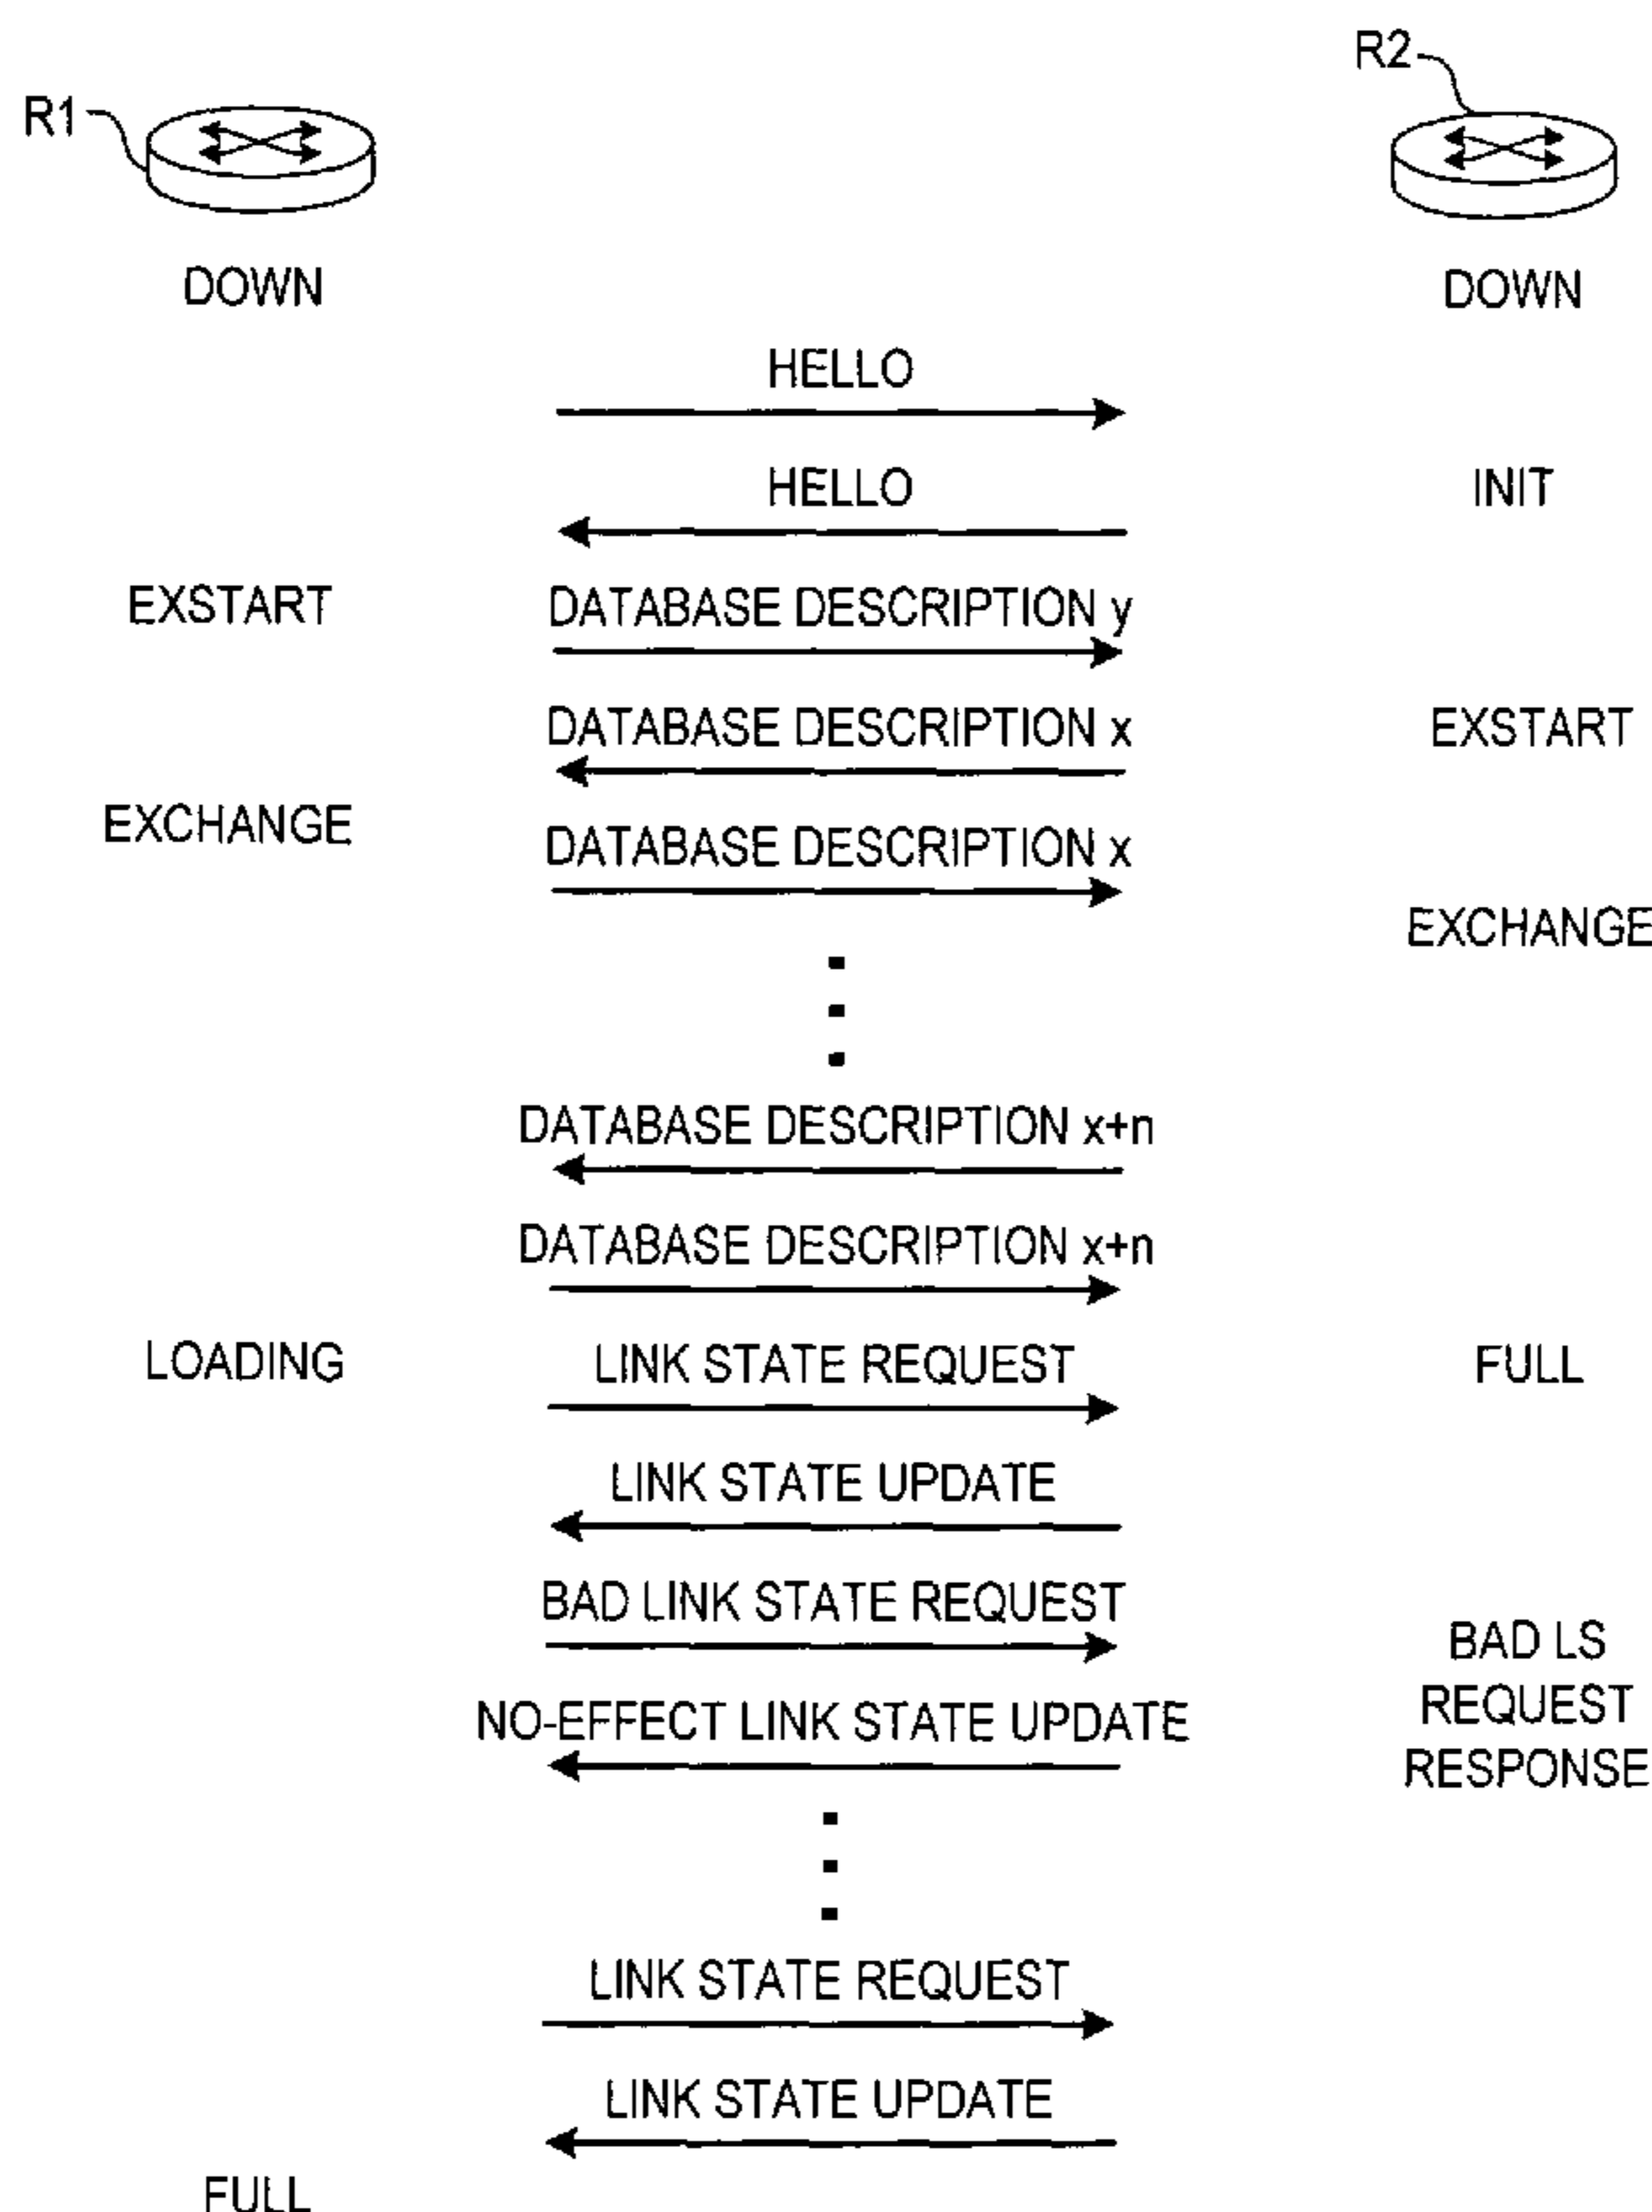 R2
R1
DOWN
DOWN
HELLO
HELLO
INIT
EXSTART
DATABASE DESCRIPTION y
DATABASE DESCRIPTION x
EXSTART
EXCHANGE
DATABASE DESCRIPTION x
EXCHANGE
DATABASE DESCRIPTION x+n
DATABASE DESCRIPTION x+n
LOADING
LINK STATE REQUEST
FULL
LINK STATE UPDATE
BAD LINK STATE REQUEST
BAD LS
REQUEST
RESPONSE
NO-EFFECT LINK STATE UPDATE
LINK STATE REQUEST
LINK STATE UPDATE
FULL